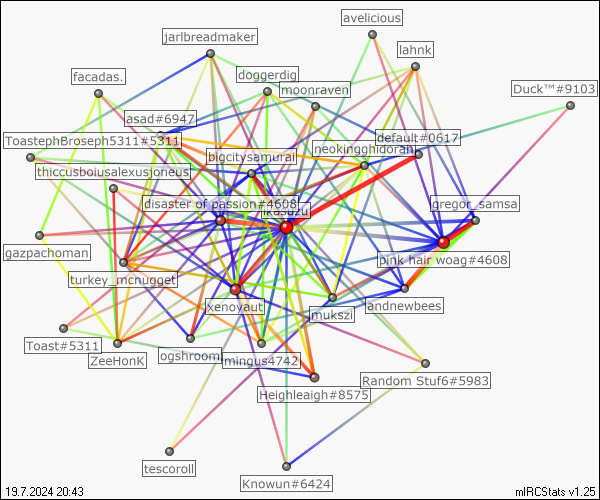 avelicious
jarlbreadmaker
lahnk
facadas.
doggerdig
moonraven
Duck™#9103
asad#6947
ToastephBroseph5311#5311
default#0617
neokingghidorah
bigcitysamurai
thiccusboiusalexusjoneus
disaster of passion#4608
ikasuzu
gregor_samsa
gazpachoman
pink hair woag#4608
turkey_mcnugget
xenoyaut
mukszi
andnewbees
Toast#5311
ZeeHonK
ogshroom
mingus4742
Heighleaigh#8575
Random Stuf6#5983
tescoroll
Knowun#6424
19.7.2024 20:43
mIRCStats v1.25